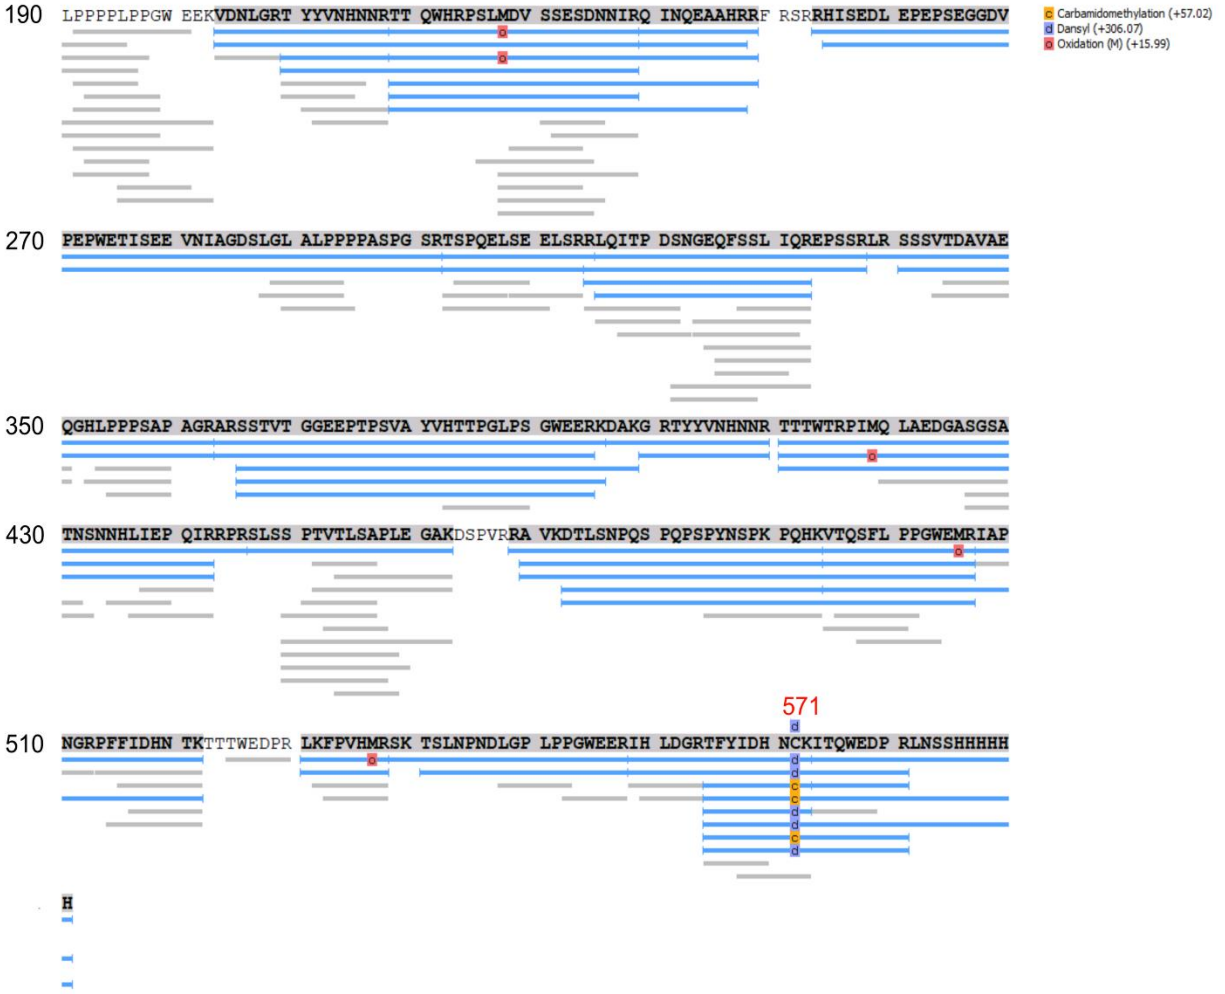 190 LPPPPLPPGW EEKVDNLGRT YYVNHNNRTT QWHRPSLMDV SSESDNNIRQ INQEAAHRRF RSRRHISEDL EPEPSEGGDV
c Carbamidomethylation (+57.02)
d Dansyl (+306.07)
o Oxidation (M) (+15.99)
o
o
270 PEPWETISEE VNIAGDSLGL ALPPPPASPG SRTSPQELSE ELSRRLQITP DSNGEQFSSL IQREPSSRLR SSSVTDAVAE
350 QGHLPPPSAP AGRARSSTVT GGEEPTPSVA YVHTTPGLPS GWEERKDAKG RTYYVNHNNR TTTWTRPIMQ LAEDGASGSA
o
430 TNSNNHLIEP QIRRPRSLSS PTVTLSAPLE GAKDSPVRRA VKDTLSNPQS PQPSPYNSPK PQHKVTQSFL PPGWEMRIAP
o
571
d
510 NGRPFFIDHN TKTTTWEDPR LKFPVHMRSK TSLNPNDLGP LPPGWEERIH LDGRTFYIDH NCKITQWEDP RLNSSHHHHH
o d
d
c
c
d
d
c
d
H